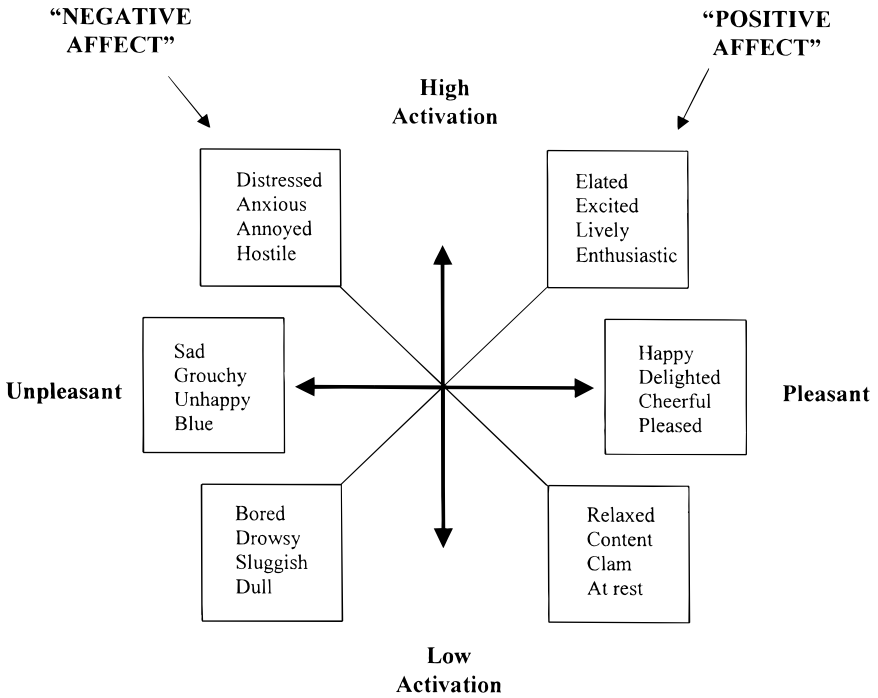 “NEGATIVE
AFFECT”
“POSITIVE
AFFECT”
High
Activation
Distressed
Anxious
Annoyed
Hostile
Elated
Excited
Lively
Enthusiastic
Unpleasant
Sad
Grouchy
Unhappy
Blue
Happy
Delighted
Cheerful
Pleased
Pleasant
Bored
Drowsy
Sluggish
Dull
Relaxed
Content
Clam
At rest
Low
Activation